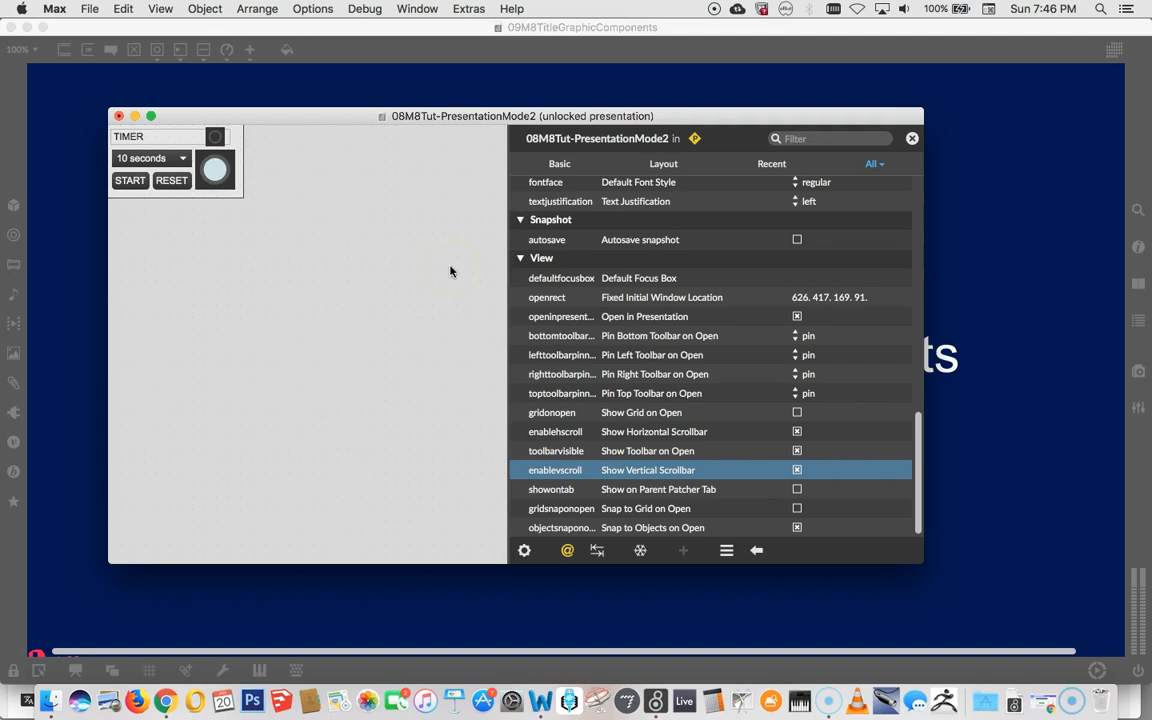 Max File Edit View Object Arrange Options Debug Window Extras Help 100% Sun 7:46 PM
09M8TitleGraphicComponents
100%
08M8Tut-PresentationMode2 (unlocked presentation)
TIMER
10 seconds
START RESET
08M8Tut-PresentationMode2 in P Filter
Basic Layout Recent All
fontface Default Font Style regular
textjustification Text Justification left
Snapshot
autosave Autosave snapshot
View
defaultfocusbox Default Focus Box
openrect Fixed Initial Window Location 626. 417. 169. 91.
openinpresent... Open in Presentation
bottomtoolbar... Pin Bottom Toolbar on Open pin
lefttoolbarpinn... Pin Left Toolbar on Open pin
righttoolbarpin... Pin Right Toolbar on Open pin
toptoolbarpinn... Pin Top Toolbar on Open pin
gridonopen Show Grid on Open
enablehscroll Show Horizontal Scrollbar
toolbarvisible Show Toolbar on Open
enablevscroll Show Vertical Scrollbar
showontab Show on Parent Patcher Tab
gridsnaponopen Snap to Grid on Open
objectsnapono... Snap to Objects on Open
ts
20 Ps Live